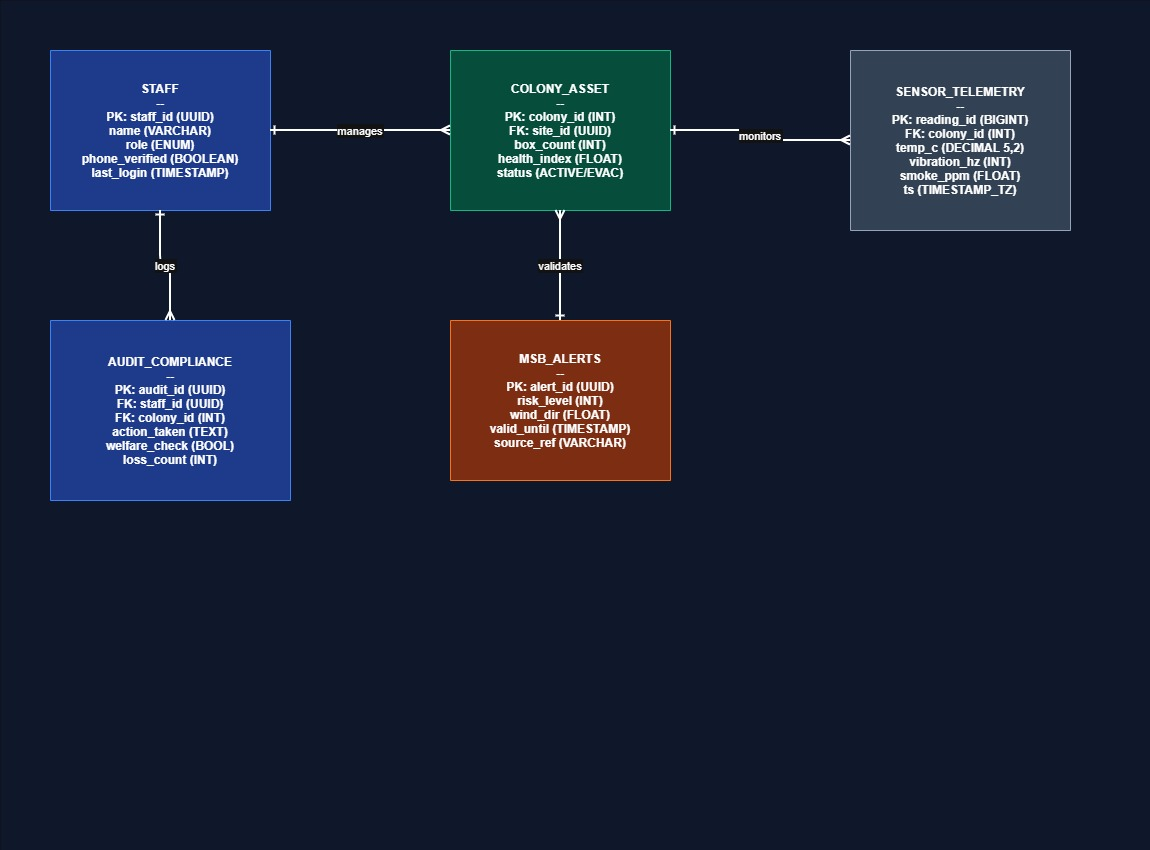 STAFF
--
PK: staff_id (UUID)
name (VARCHAR)
role (ENUM)
phone_verified (BOOLEAN)
last_login (TIMESTAMP)
manages
COLONY_ASSET
--
PK: colony_id (INT)
FK: site_id (UUID)
box_count (INT)
health_index (FLOAT)
status (ACTIVE/EVAC)
monitors
SENSOR_TELEMETRY
--
PK: reading_id (BIGINT)
FK: colony_id (INT)
temp_c (DECIMAL 5,2)
vibration_hz (INT)
smoke_ppm (FLOAT)
ts (TIMESTAMP_TZ)
logs
validates
AUDIT_COMPLIANCE
--
PK: audit_id (UUID)
FK: staff_id (UUID)
FK: colony_id (INT)
action_taken (TEXT)
welfare_check (BOOL)
loss_count (INT)
MSB_ALERTS
--
PK: alert_id (UUID)
risk_level (INT)
wind_dir (FLOAT)
valid_until (TIMESTAMP)
source_ref (VARCHAR)